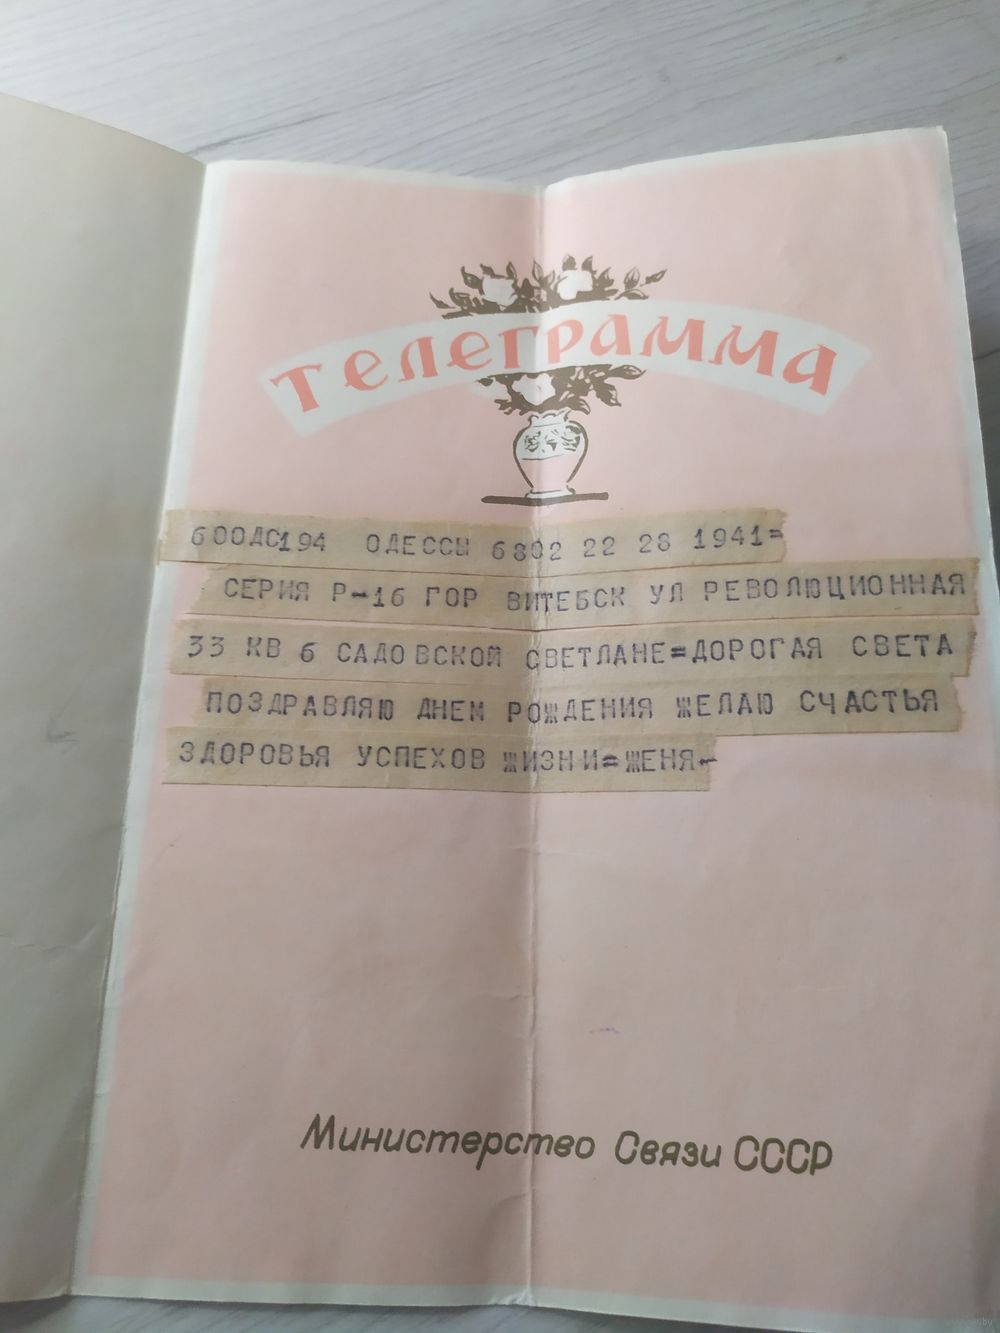 ТЕЛЕГРАММА
600ДС194 ОДЕССЫ 6802 22 28 1941=
СЕРИЯ Р-16 ГОР ВИТЕБСК УЛ РЕВОЛЮЦИОННАЯ
33 КВ 6 САДОВСКОЙ СВЕТЛАНЕ=ДОРОГАЯ СВЕТА
ПОЗДРАВЛЯЮ ДНЕМ РОЖДЕНИЯ ЖЕЛАЮ СЧАСТЬЯ
ЗДОРОВЬЯ УСПЕХОВ ЖИЗНИ=ЖЕНЯ-
Министерство Связи СССР